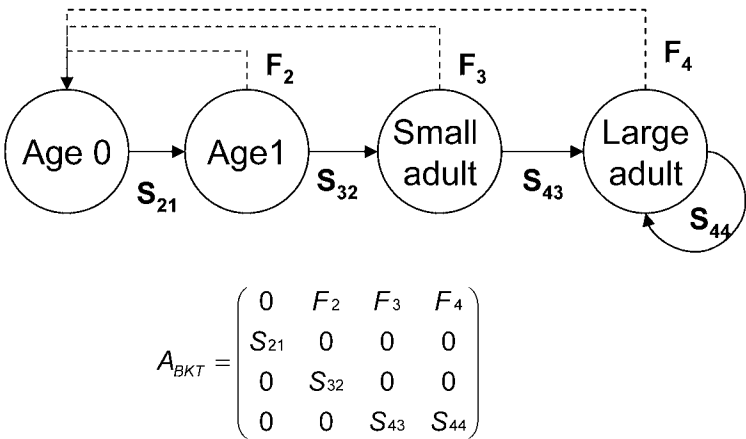 F2 F3 F4
Age 0 Age1 Small adult Large adult
S21 S32 S43 S44
A_BKT = ( 0 F2 F3 F4
S21 0 0 0
0 S32 0 0
0 0 S43 S44 )